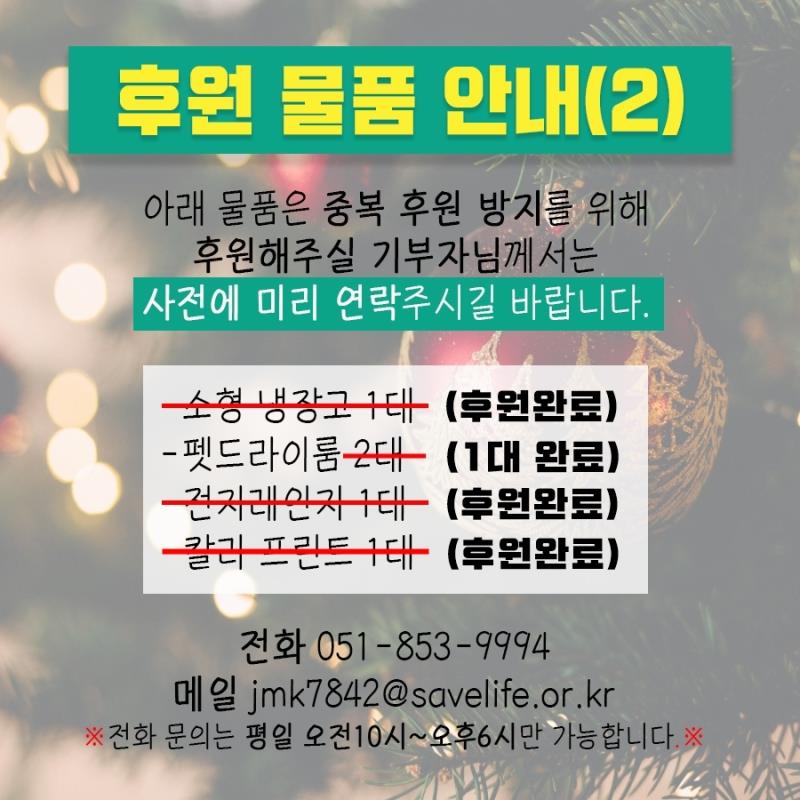 후원 물품 안내(2)
아래 물품은 중복 후원 방지를 위해
후원해주실 기부자님께서는
사전에 미리 연락주시길 바랍니다.
-소형 냉장고 1대 (후원완료)
-펫드라이룸 2대 (1대 완료)
-전자레인지 1대 (후원완료)
-칼라 프린트 1대 (후원완료)
전화 051-853-9994
메일 jmk7842@savelife.or.kr
※전화 문의는 평일 오전10시~오후6시만 가능합니다.※